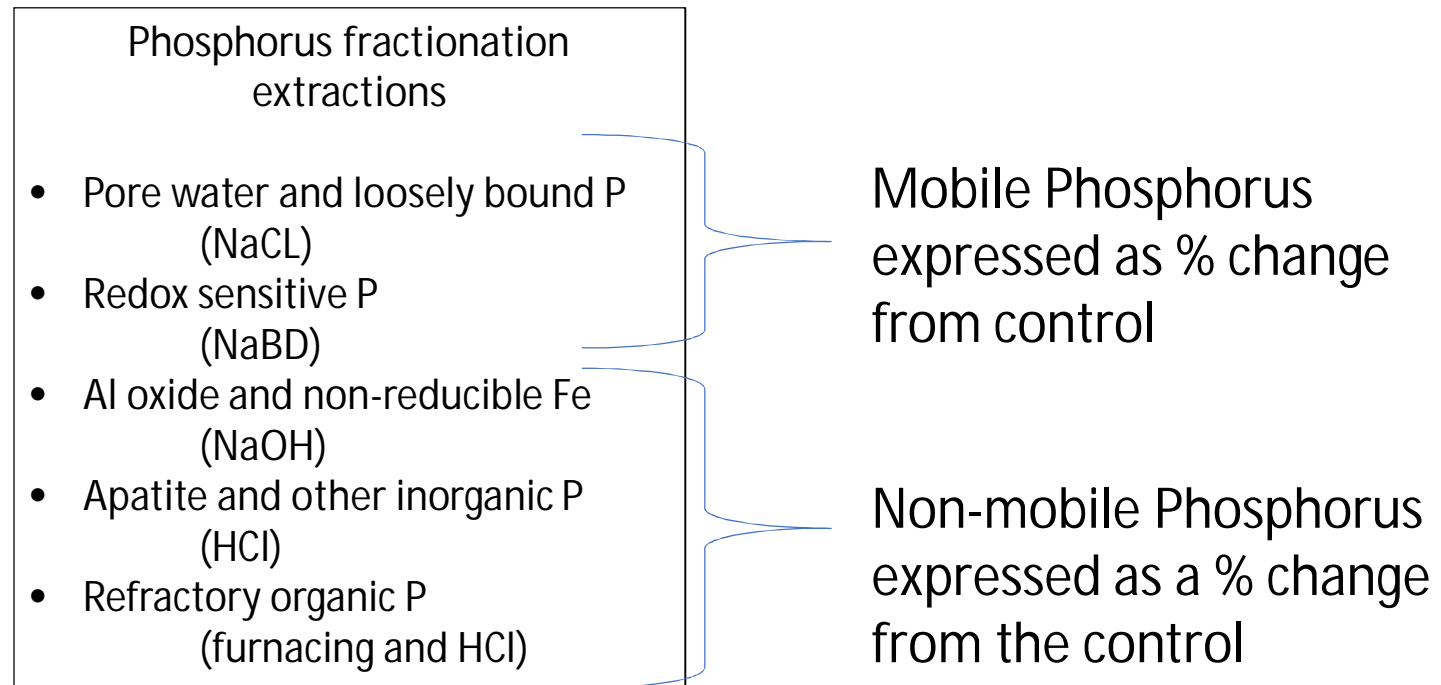 Phosphorus fractionation
extractions
• Pore water and loosely bound P
(NaCL)
• Redox sensitive P
(NaBD)
• Al oxide and non-reducible Fe
(NaOH)
• Apatite and other inorganic P
(HCl)
• Refractory organic P
(furnacing and HCl)
Mobile Phosphorus
expressed as % change
from control
Non-mobile Phosphorus
expressed as a % change
from the control